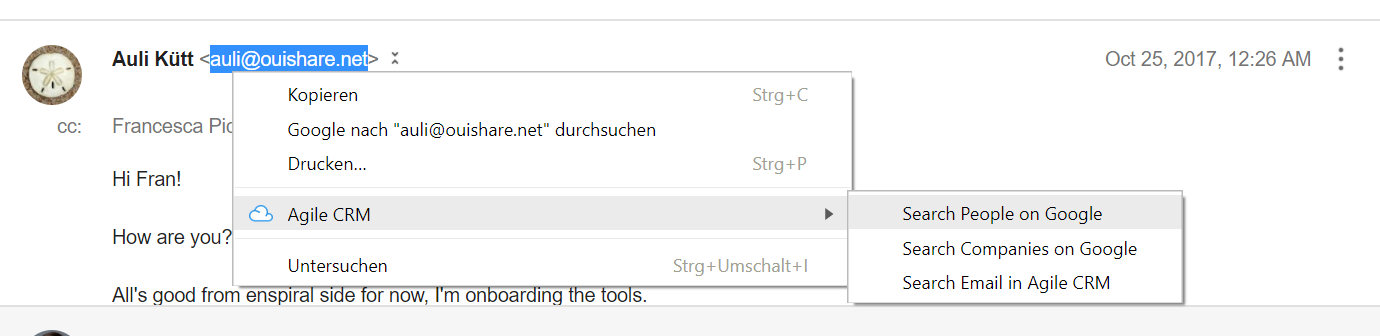 Auli Kütt <auli@ouishare.net>
Oct 25, 2017, 12:26 AM
cc: Francesca
Hi Fran!
How are you?
All's good from enspiral side for now, I'm onboarding the tools.
Kopieren Strg+C
Google nach "auli@ouishare.net" durchsuchen
Drucken... Strg+P
Agile CRM
Untersuchen Strg+Umschalt+I
Search People on Google
Search Companies on Google
Search Email in Agile CRM